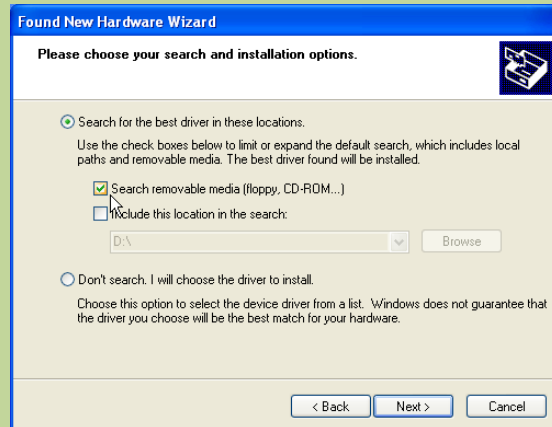 Found New Hardware Wizard
Please choose your search and installation options.
Search for the best driver in these locations.
Use the check boxes below to limit or expand the default search, which includes local
paths and removable media. The best driver found will be installed.
Search removable media (floppy, CD-ROM...)
Include this location in the search:
D:\
Browse
Don't search. I will choose the driver to install.
Choose this option to select the device driver from a list. Windows does not guarantee that
the driver you choose will be the best match for your hardware.
< Back
Next >
Cancel